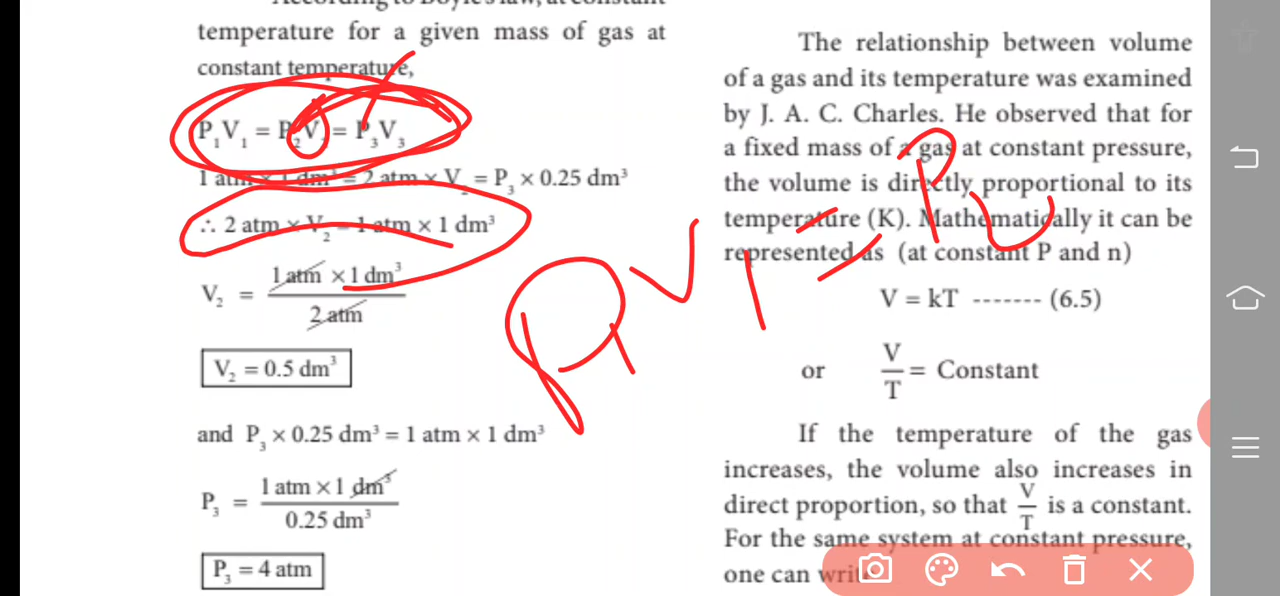 According to Boyle's law, at constant
temperature for a given mass of gas at
constant temperature,
P₁V₁ = P₂V₂ = P₃V₃
1 atm × 1 dm³ = 2 atm × V₂ = P₃ × 0.25 dm³
∴ 2 atm × V₂ = 1 atm × 1 dm³
V₂ = 1 atm × 1 dm³ / 2 atm
V₂ = 0.5 dm³
and P₃ × 0.25 dm³ = 1 atm × 1 dm³
P₃ = 1 atm × 1 dm³ / 0.25 dm³
P₃ = 4 atm
The relationship between volume
of a gas and its temperature was examined
by J. A. C. Charles. He observed that for
a fixed mass of a gas at constant pressure,
the volume is directly proportional to its
temperature (K). Mathematically it can be
represented as (at constant P and n)
V = kT ------- (6.5)
or V/T = Constant
If the temperature of the gas
increases, the volume also increases in
direct proportion, so that V/T is a constant.
For the same system at constant pressure,
one can write